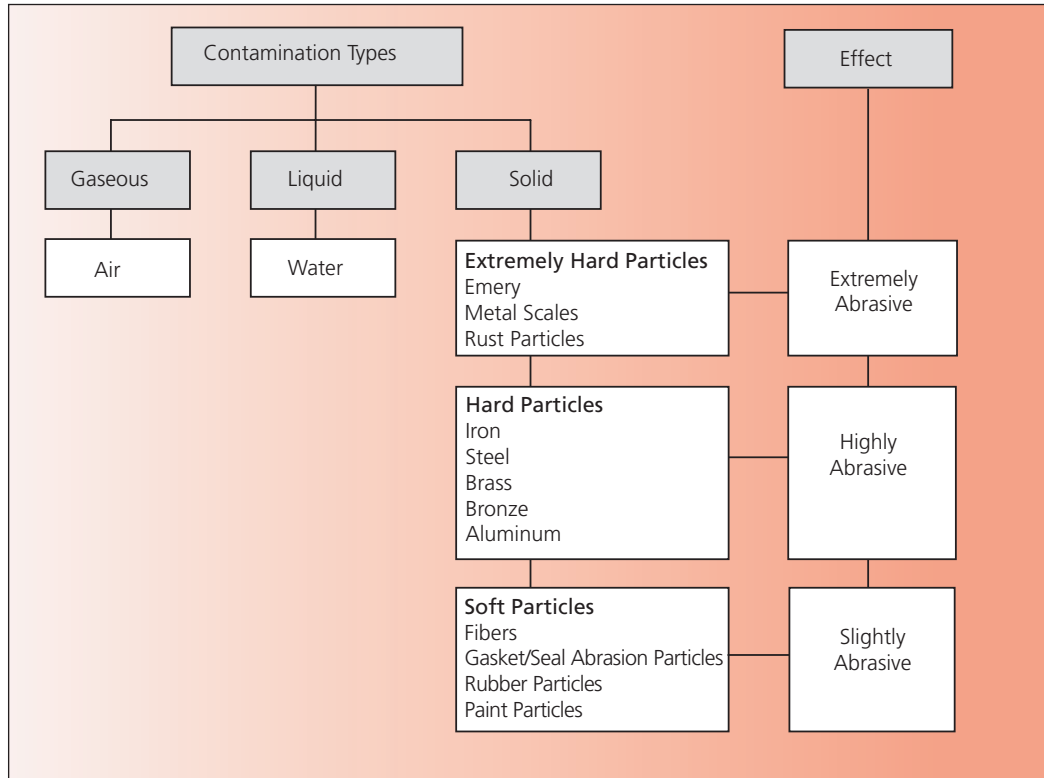 Contamination Types
Effect
Gaseous
Liquid
Solid
Air
Water
Extremely Hard Particles
Emery
Metal Scales
Rust Particles
Extremely
Abrasive
Hard Particles
Iron
Steel
Brass
Bronze
Aluminum
Highly
Abrasive
Soft Particles
Fibers
Gasket/Seal Abrasion Particles
Rubber Particles
Paint Particles
Slightly
Abrasive